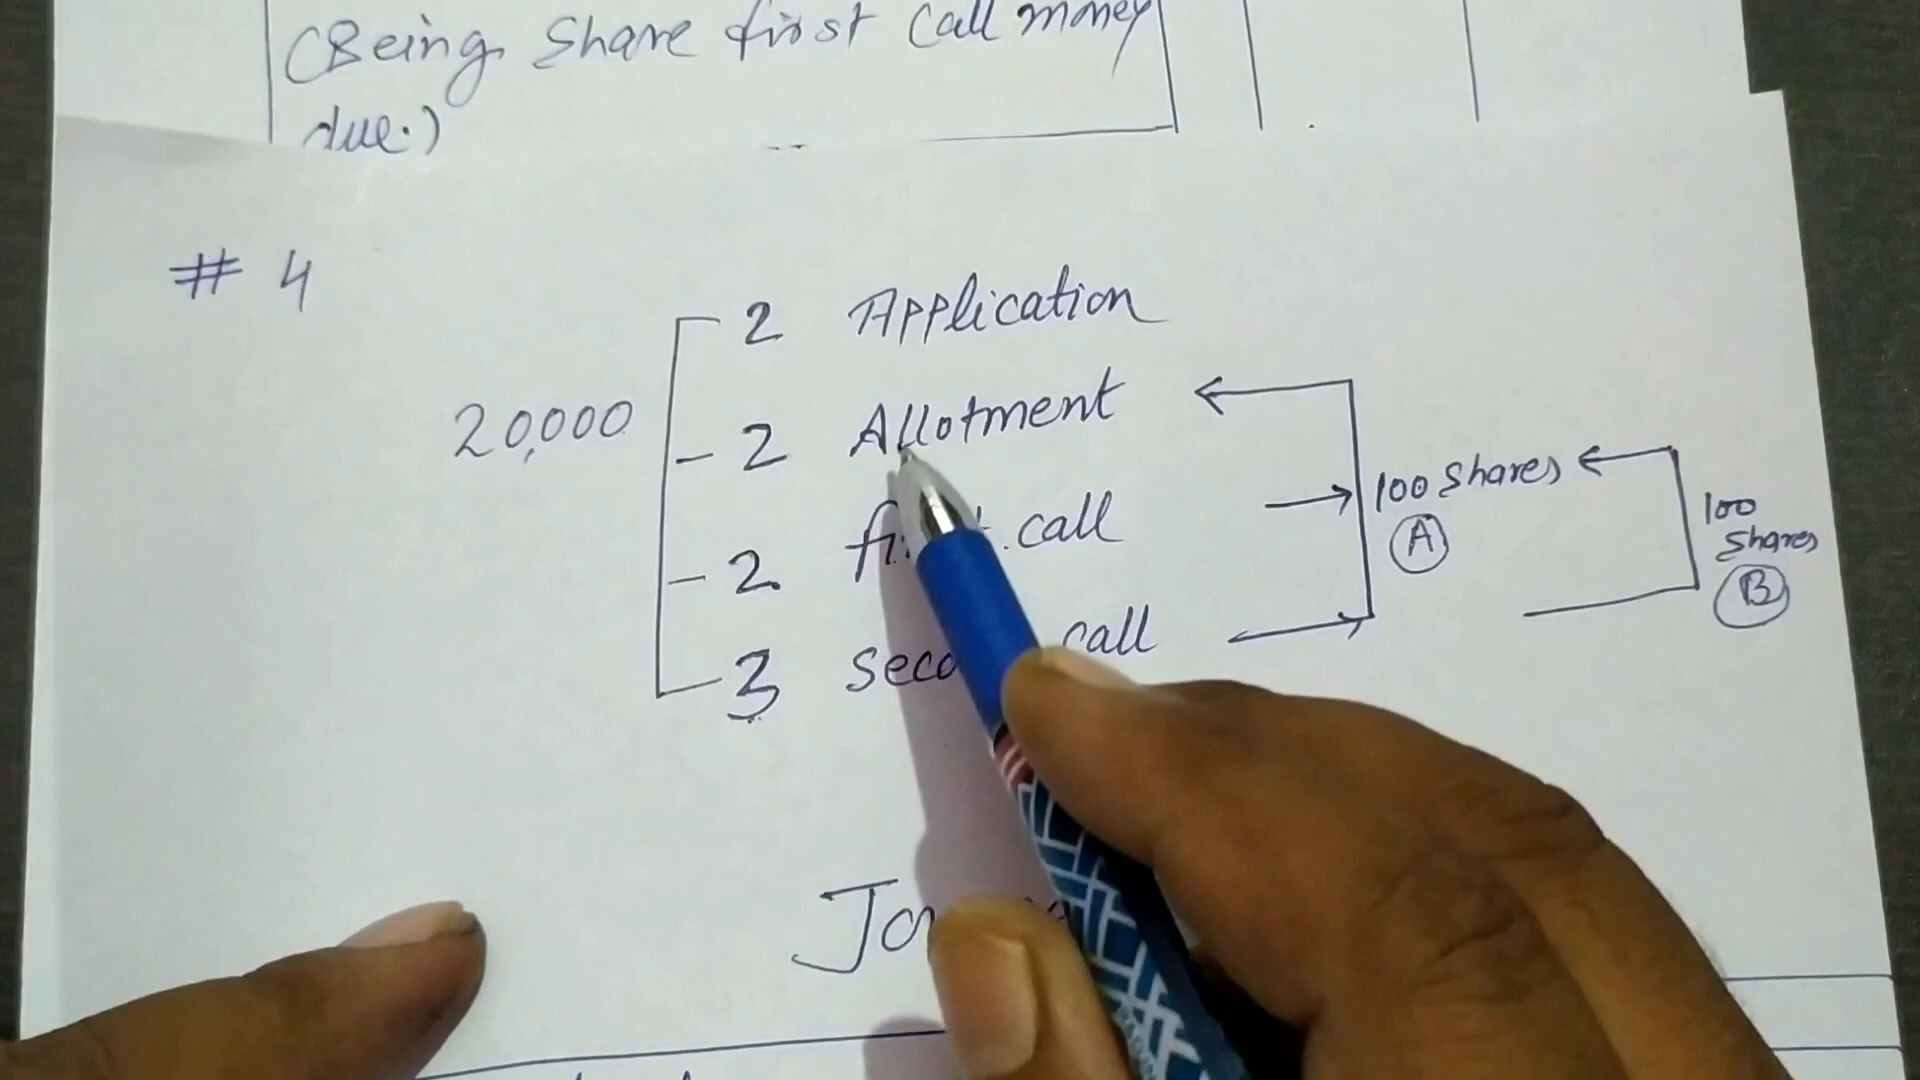 (Being share first call money
due.)
# 4
2 Application
20,000
2 Allotment
100 shares
A
100
shares
B
2 call
3 call